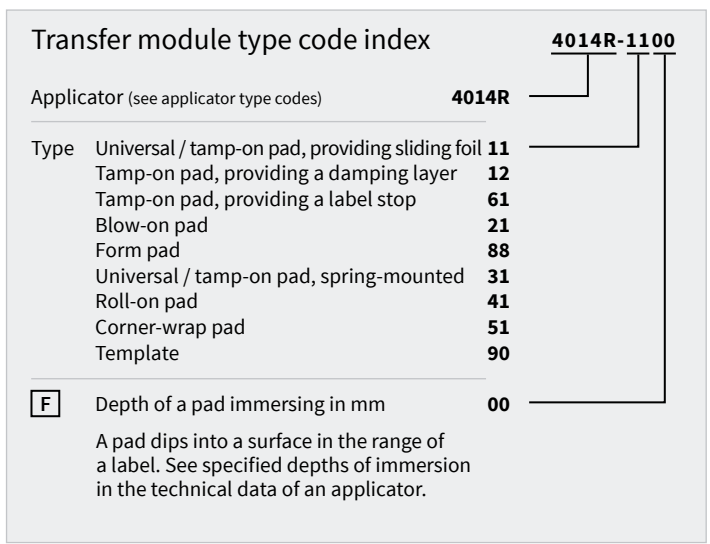 Transfer module type code index 4014R-1100
Applicator (see applicator type codes) 4014R
Type Universal / tamp-on pad, providing sliding foil 11
Tamp-on pad, providing a damping layer 12
Tamp-on pad, providing a label stop 61
Blow-on pad 21
Form pad 88
Universal / tamp-on pad, spring-mounted 31
Roll-on pad 41
Corner-wrap pad 51
Template 90
F Depth of a pad immersing in mm 00
A pad dips into a surface in the range of
a label. See specified depths of immersion
in the technical data of an applicator.